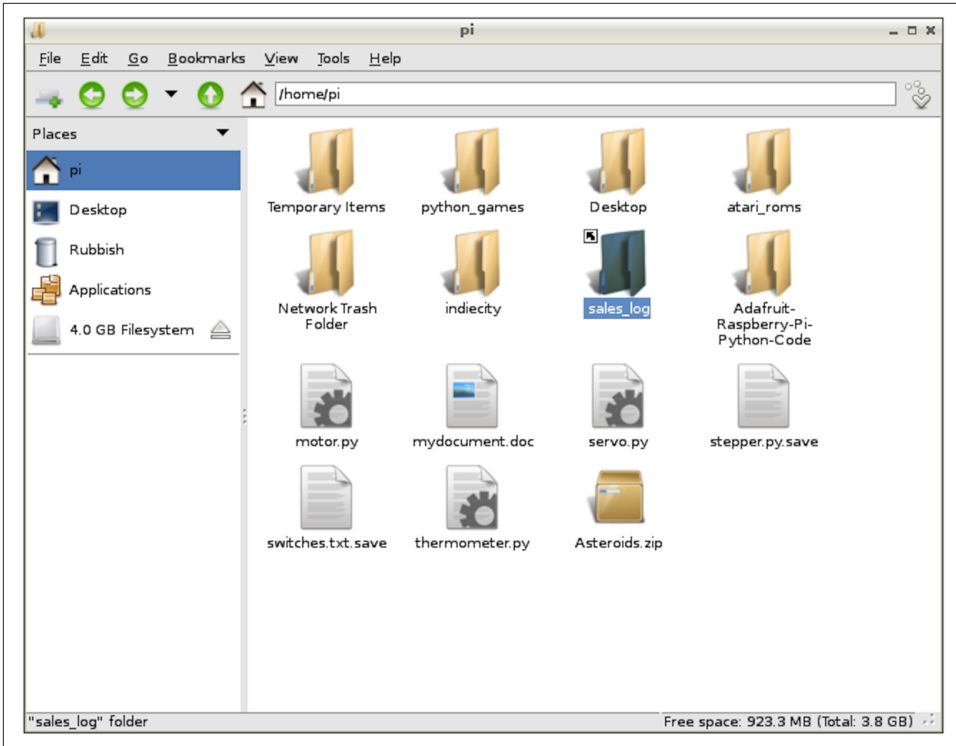 pi
File Edit Go Bookmarks View Tools Help
/home/pi
Places
pi
Desktop
Rubbish
Applications
4.0 GB Filesystem
Temporary Items
python_games
Desktop
atari_roms
Network Trash
Folder
indiecity
sales_log
Adafruit-
Raspberry-Pi-
Python-Code
motor.py
mydocument.doc
servo.py
stepper.py.save
switches.txt.save
thermometer.py
Asteroids.zip
"sales_log" folder
Free space: 923.3 MB (Total: 3.8 GB)